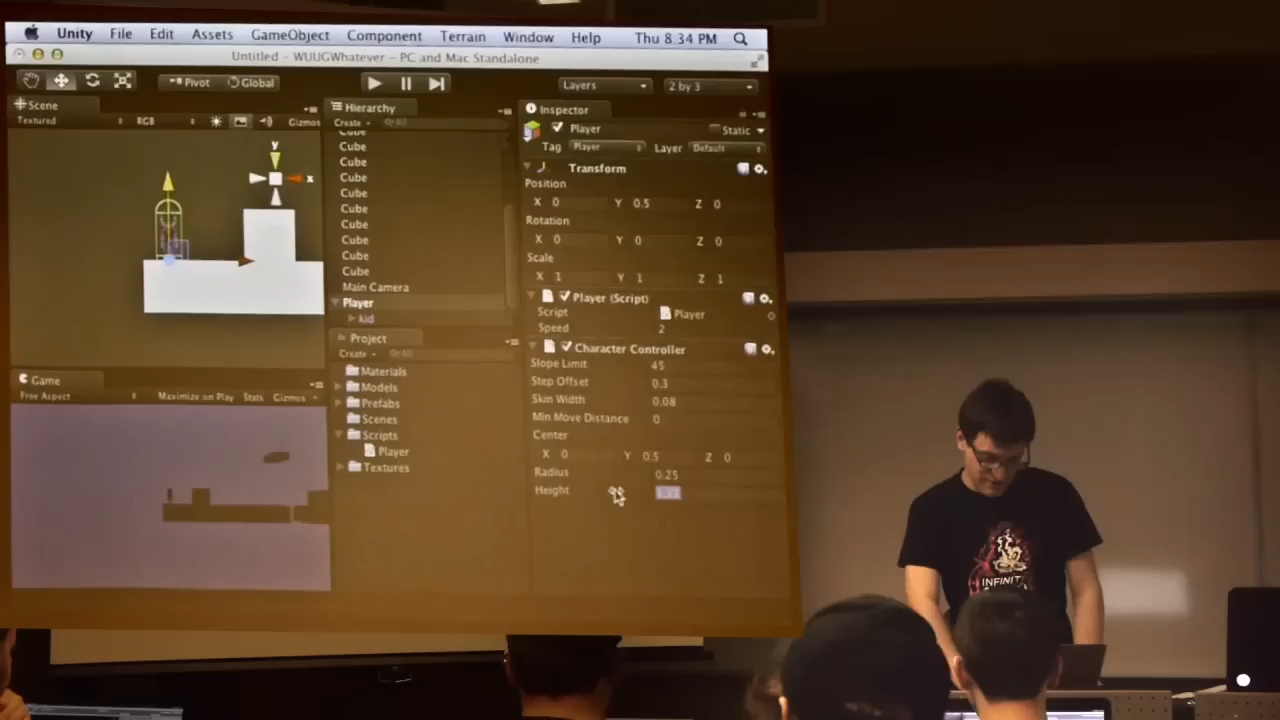 Unity File Edit Assets GameObject Component Terrain Window Help Thu 8:34 PM
Untitled - WUUGWhatever - PC and Mac Standalone
Pivot Global Layers 2 by 3
Scene
Textured RGB Gizmos
y
x
Hierarchy
Create All
Cube
Cube
Cube
Cube
Cube
Cube
Cube
Cube
Cube
Cube
Main Camera
Player
kid
Project
Create All
Materials
Models
Prefabs
Scenes
Scripts
Player
Textures
Game
Free Aspect Maximize on Play Stats Gizmos
Inspector
Player Static
Tag Player Layer Default
Transform
Position
X 0 Y 0.5 Z 0
Rotation
X 0 Y 0 Z 0
Scale
X 1 Y 1 Z 1
Player (Script)
Script Player
Speed 2
Character Controller
Slope Limit 45
Step Offset 0.3
Skin Width 0.08
Min Move Distance 0
Center
X 0 Y 0.5 Z 0
Radius 0.25
Height